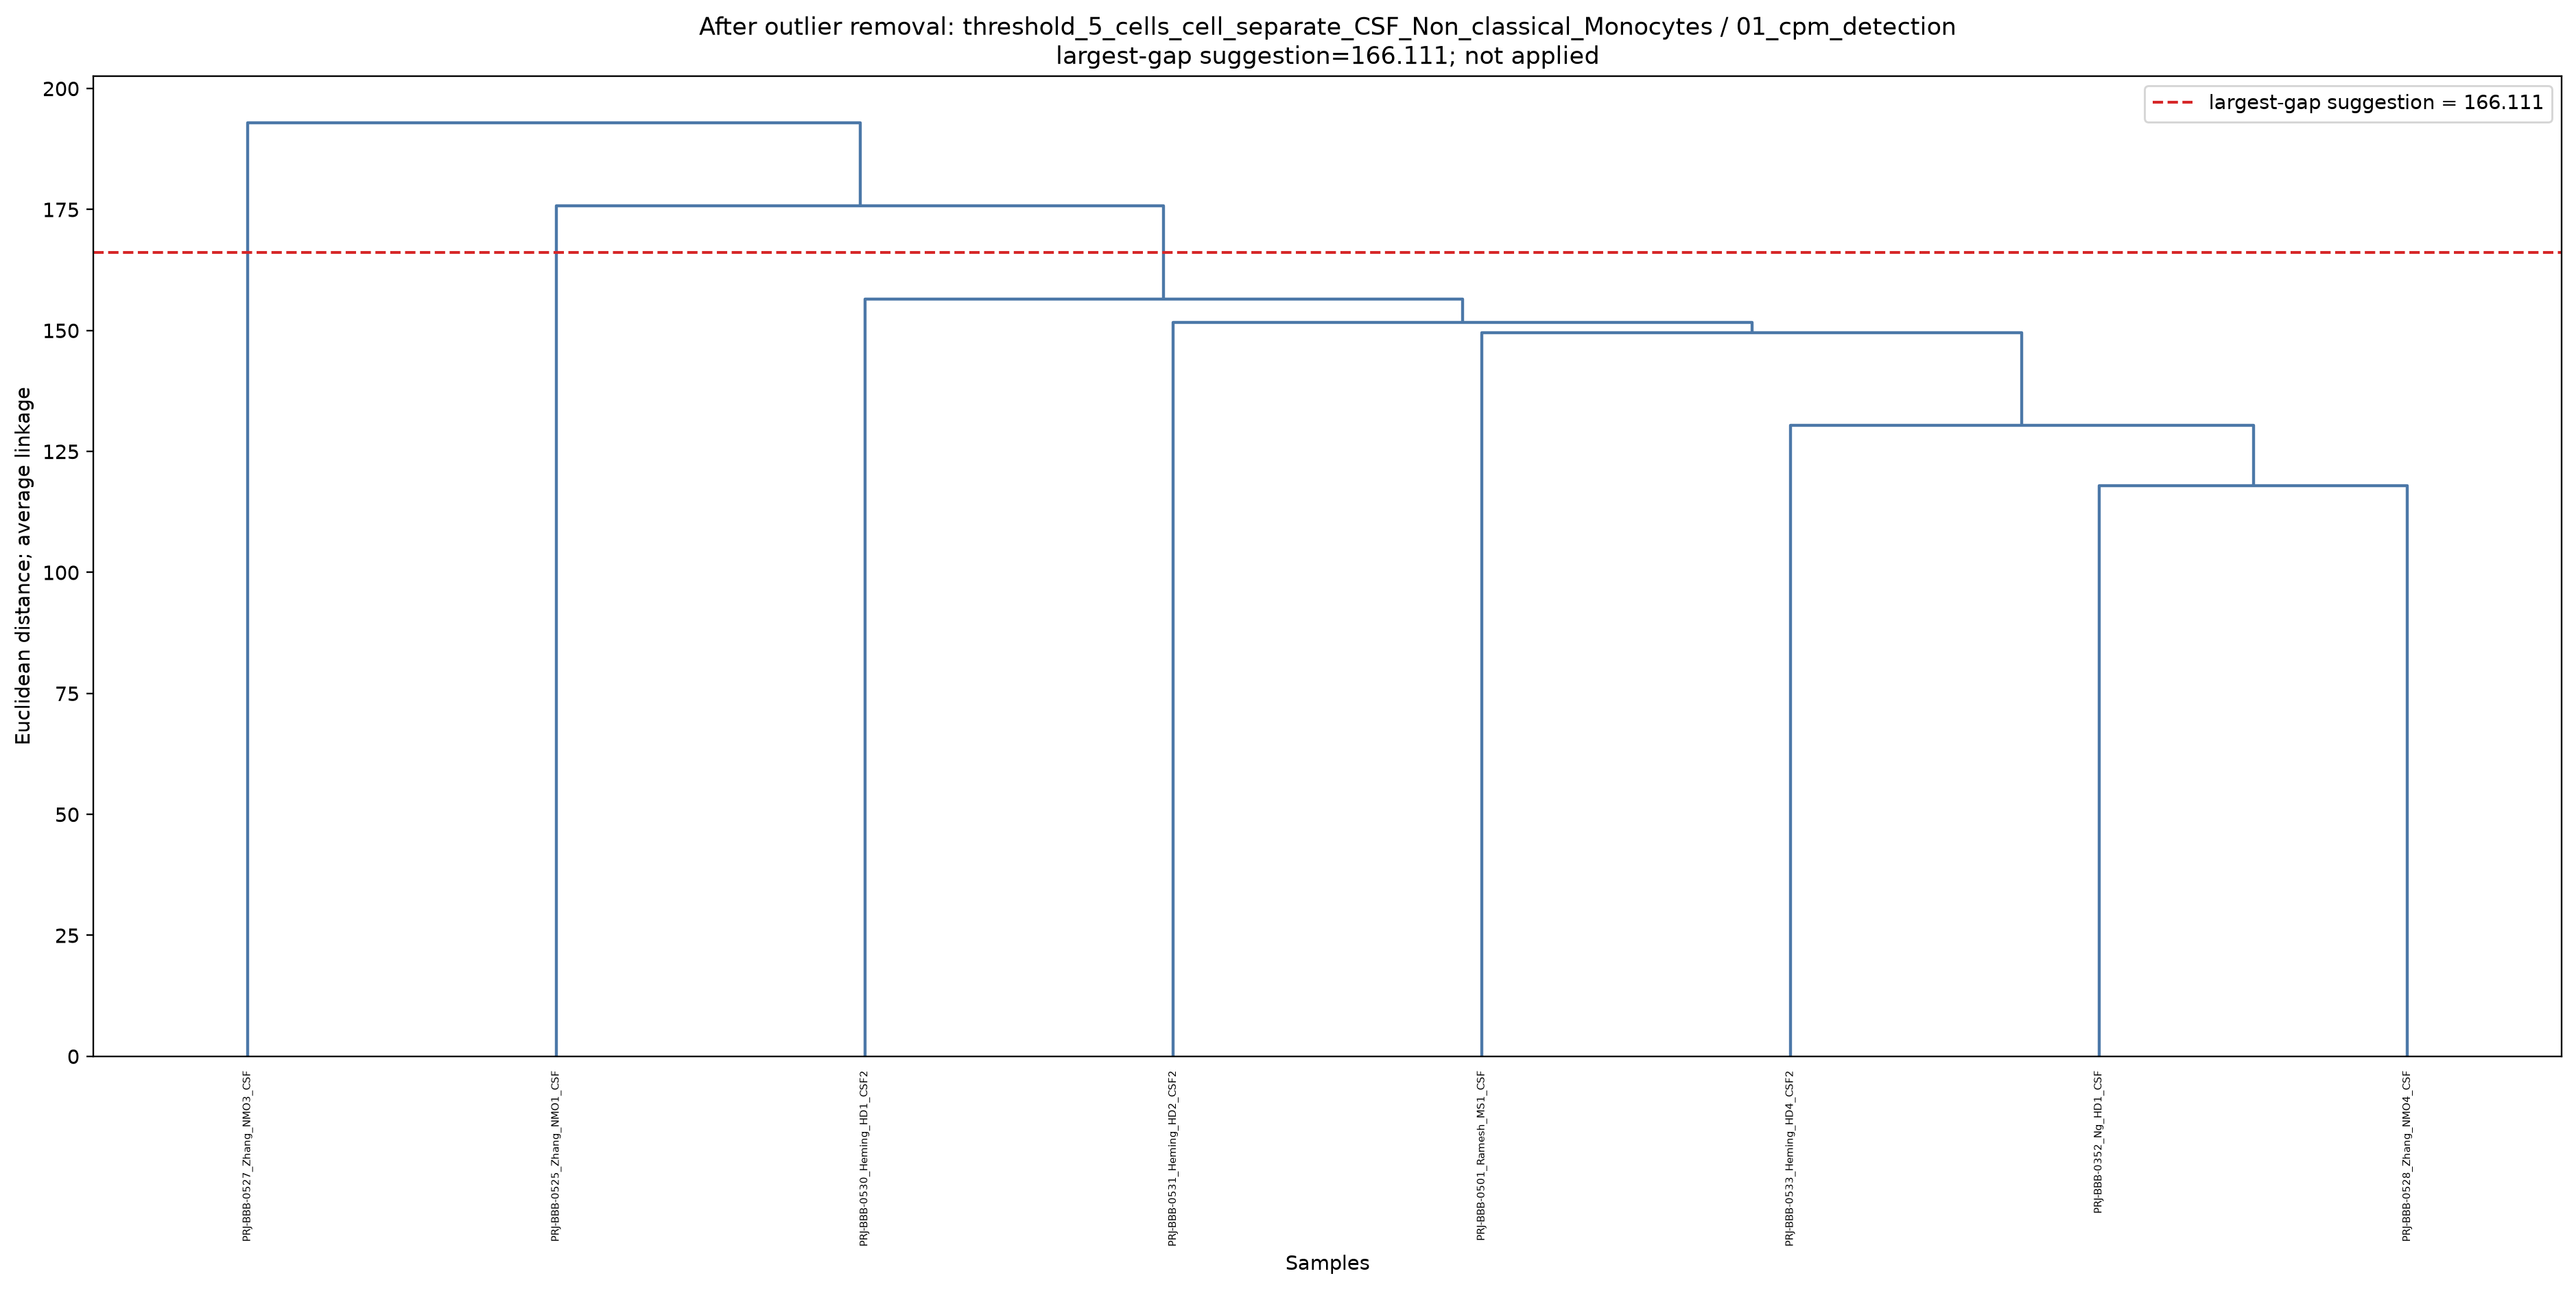 After outlier removal: threshold_5_cells_cell_separate_CSF_Non_classical_Monocytes / 01_cpm_detection
largest-gap suggestion=166.111; not applied
largest-gap suggestion = 166.111
200
175
150
125
100
75
50
25
0
Euclidean distance; average linkage
PRJ-BBB-0527_Zhang_NMO3_CSF
PRJ-BBB-0525_Zhang_NMO1_CSF
PRJ-BBB-0530_Heming_HD1_CSF2
PRJ-BBB-0531_Heming_HD2_CSF2
PRJ-BBB-0501_Ramesh_MS1_CSF
PRJ-BBB-0533_Heming_HD4_CSF2
PRJ-BBB-0352_Ng_HD1_CSF
PRJ-BBB-0528_Zhang_NMO4_CSF
Samples